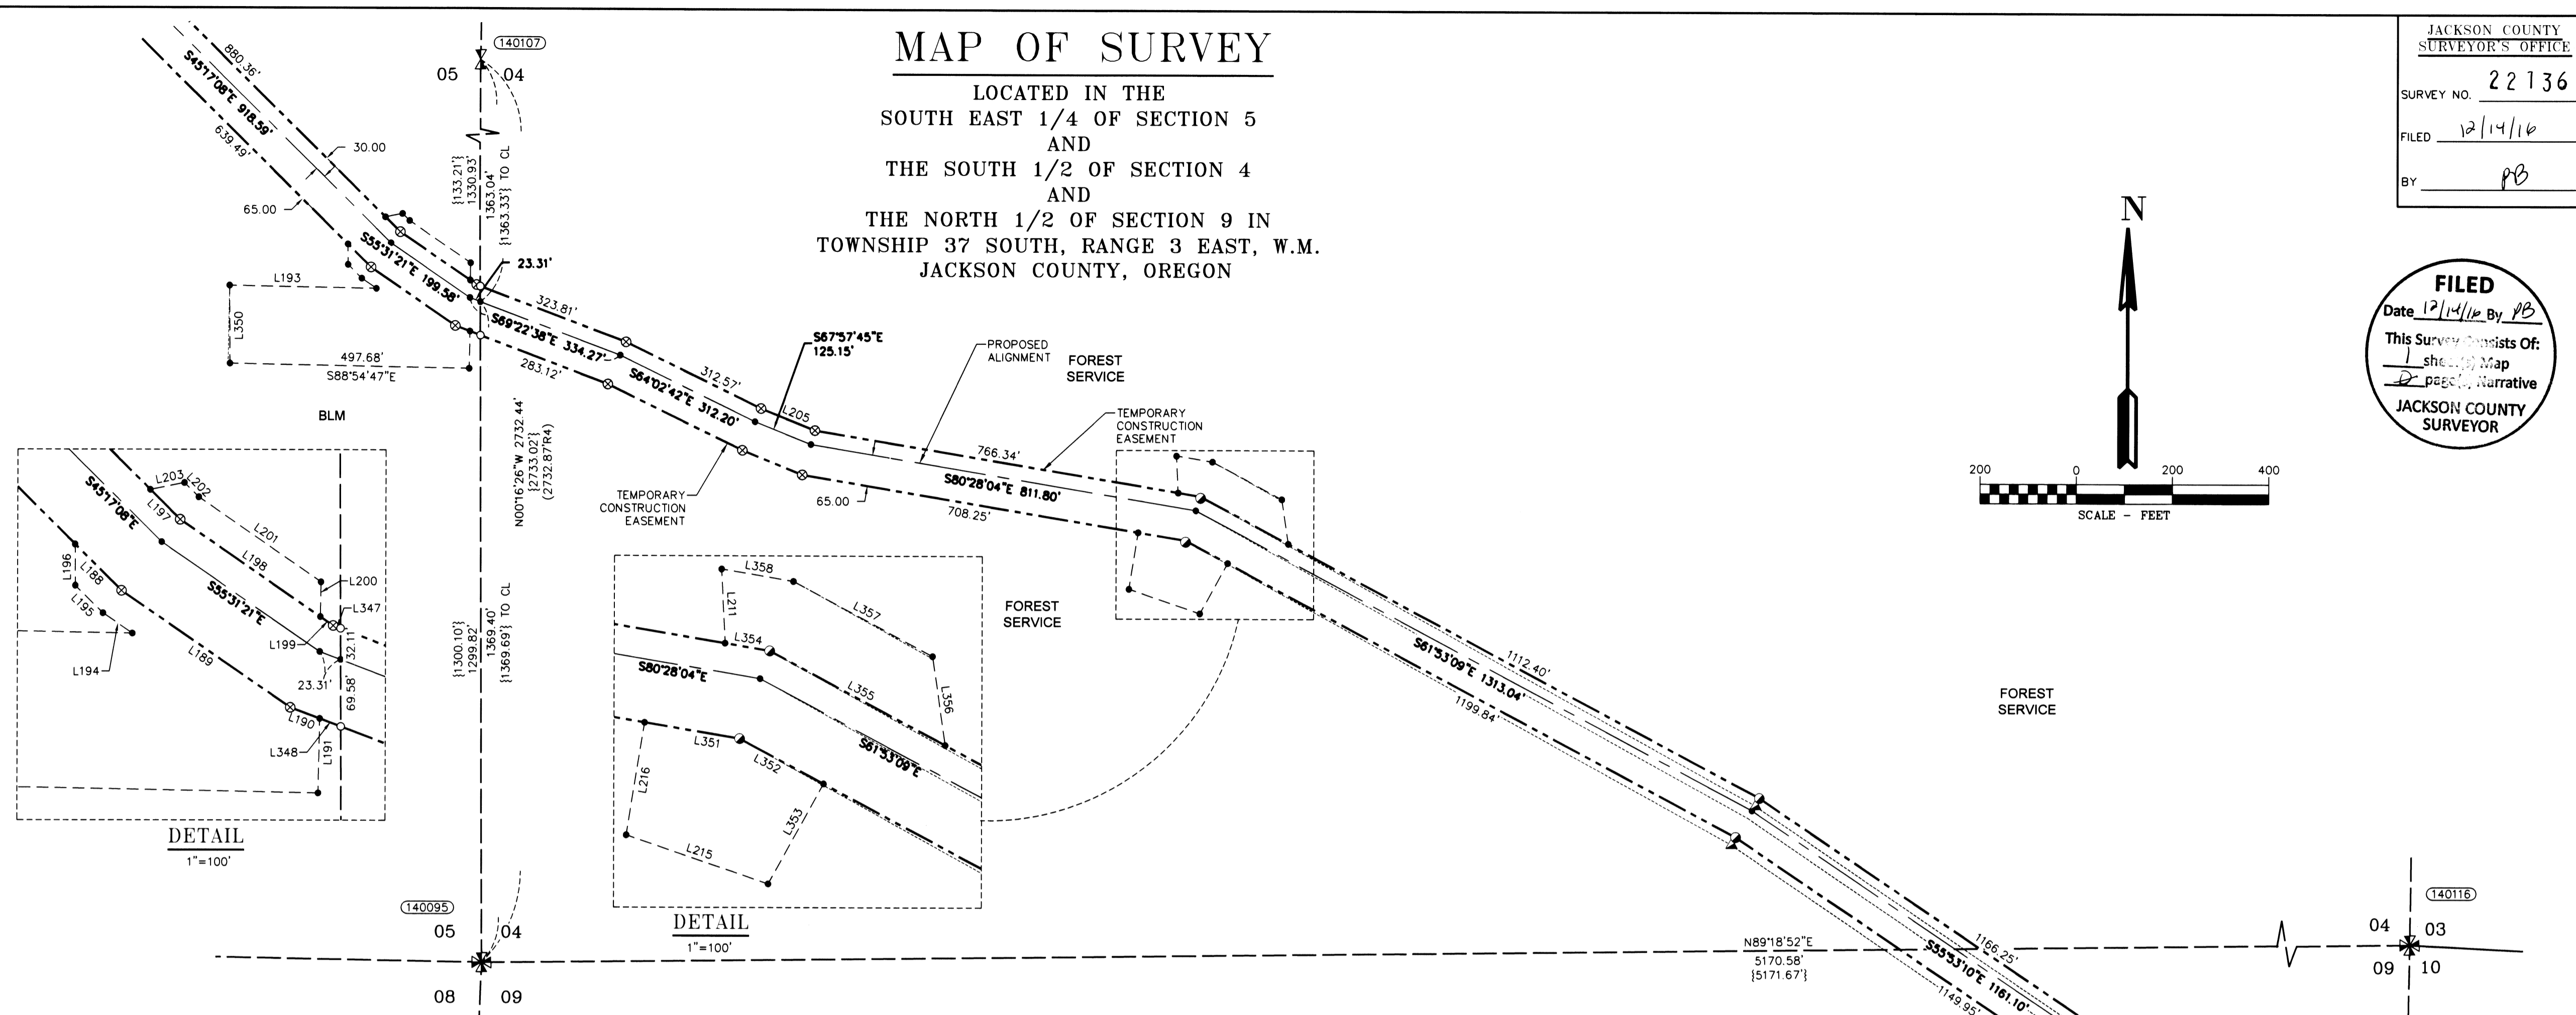 MAP OF SURVEY
LOCATED IN THE
SOUTH EAST 1/4 OF SECTION 5
AND
THE SOUTH 1/2 OF SECTION 4
AND
THE NORTH 1/2 OF SECTION 9 IN
TOWNSHIP 37 SOUTH, RANGE 3 EAST, W.M.
JACKSON COUNTY, OREGON
JACKSON COUNTY
SURVEYOR'S OFFICE
SURVEY NO. 22136
FILED 12/14/16
BY PB
N
FILED
Date 12/14/16 By PB
This Survey Consists Of:
1 sheet(s) Map
page(s) Narrative
JACKSON COUNTY
SURVEYOR
200 0 200 400
SCALE - FEET
140107
05 04
880.36'
S45°17'08"E 918.59'
639.49'
30.00
65.00
{133.21'}
1330.93'
1363.04'
{1363.33'} TO CL
S55°31'21"E 199.58'
23.31'
L193
L350
497.68'
S88°54'47"E
BLM
323.81'
S69°22'38"E 334.27'
283.12'
S67°57'45"E
125.15'
312.57'
S64°02'42"E 312.20'
L205
PROPOSED
ALIGNMENT
FOREST
SERVICE
TEMPORARY
CONSTRUCTION
EASEMENT
766.34'
S80°28'04"E 811.80'
65.00
708.25'
TEMPORARY
CONSTRUCTION
EASEMENT
N00°16'26"W 2732.44'
{2733.02'}
(2732.87'R4)
{1300.10'}
1299.82'
1369.40'
{1369.69'} TO CL
L203
L202
S45°17'08"E
L197
L201
L196
L188
L198
L195
S55°31'21"E
L200
L347
L199
32.11'
L194
L189
23.31'
69.58'
L190
L348
L191
DETAIL
1"=100'
L358
L211
L357
L354
S80°28'04"E
L355
L356
L351
S61°53'09"E
L352
L216
L353
L215
DETAIL
1"=100'
FOREST
SERVICE
1112.40'
S61°53'09"E 1313.04'
1199.84'
FOREST
SERVICE
140095
05 04
08 09
N89°18'52"E
5170.58'
{5171.67'}
1166.25'
S55°53'10"E 1161.10'
1149.95'
140116
04 03
09 10